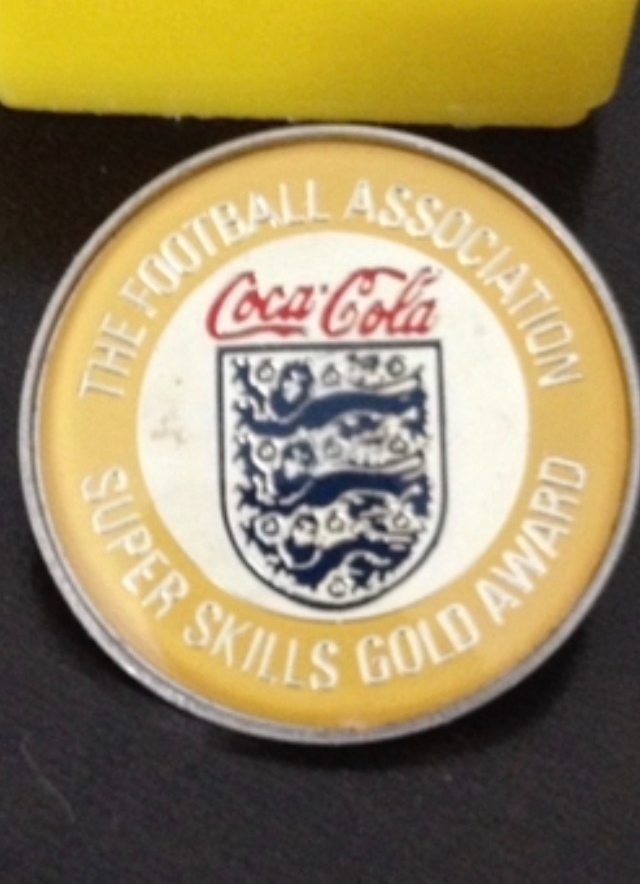 THE FOOTBALL ASSOCIATION
Coca-Cola
SUPER SKILLS GOLD AWARD